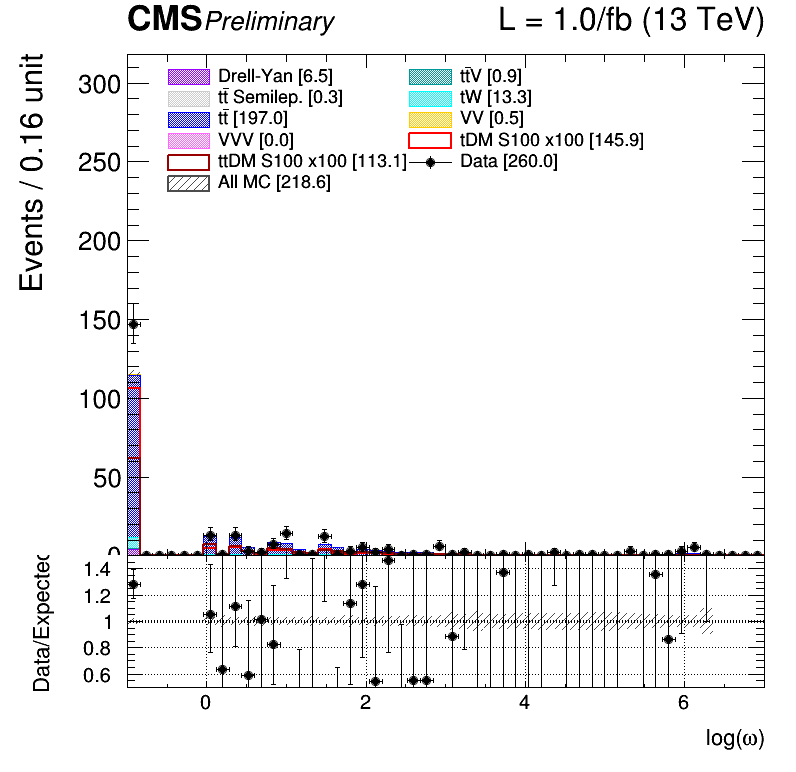 CMS Preliminary L = 1.0/fb (13 TeV)
Events / 0.16 unit
300
250
200
150
100
50
0
Drell-Yan [6.5]
tt̄V [0.9]
tt̄ Semilep. [0.3]
tW [13.3]
tt̄ [197.0]
VV [0.5]
VVV [0.0]
tDM S100 x100 [145.9]
ttDM S100 x100 [113.1]
Data [260.0]
All MC [218.6]
Data/Expected
1.4
1.2
1
0.8
0.6
0 2 4 6
log(ω)